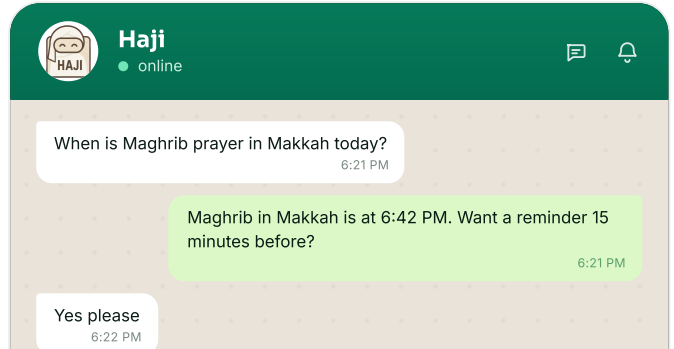 Haji
online
HAJI
When is Maghrib prayer in Makkah today?
6:21 PM
Maghrib in Makkah is at 6:42 PM. Want a reminder 15
minutes before?
6:21 PM
Yes please
6:22 PM